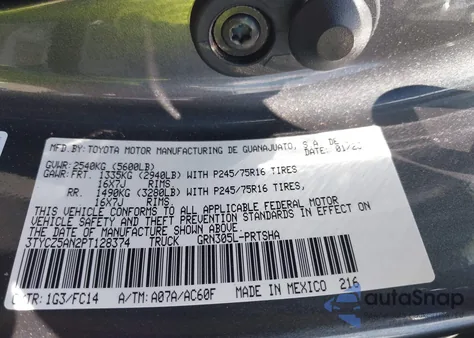 MFD. BY: TOYOTA MOTOR MANUFACTURING DE GUANAJUATO, S. A. DE
GVWR: 2540KG (5600LB) DATE:
GAWR: FRT. 1335KG (2940LB) WITH P245/75R16 TIRES
16X7J RIMS
RR. 1490KG (3280LB) WITH P245/75R16 TIRES,
16X7J RIMS
THIS VEHICLE CONFORMS TO ALL APPLICABLE FEDERAL MOTOR
VEHICLE SAFETY AND THEFT PREVENTION STANDARDS IN EFFECT ON
THE DATE OF MANUFACTURE SHOWN ABOVE.
3TYCZ5AN2PT128374 TRUCK GRN305L-PRTSHA
C/TR: 1G3/FC14 A/TM: A07A/AC60F MADE IN MEXICO 216
autoSnap